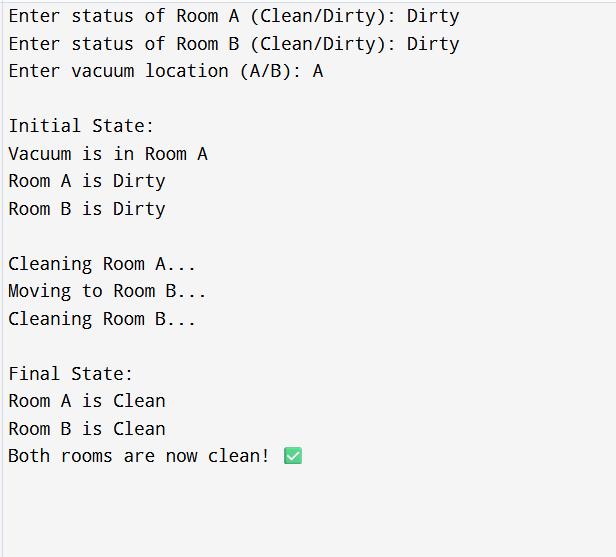 Enter status of Room A (Clean/Dirty): Dirty
Enter status of Room B (Clean/Dirty): Dirty
Enter vacuum location (A/B): A
Initial State:
Vacuum is in Room A
Room A is Dirty
Room B is Dirty
Cleaning Room A...
Moving to Room B...
Cleaning Room B...
Final State:
Room A is Clean
Room B is Clean
Both rooms are now clean! ✅